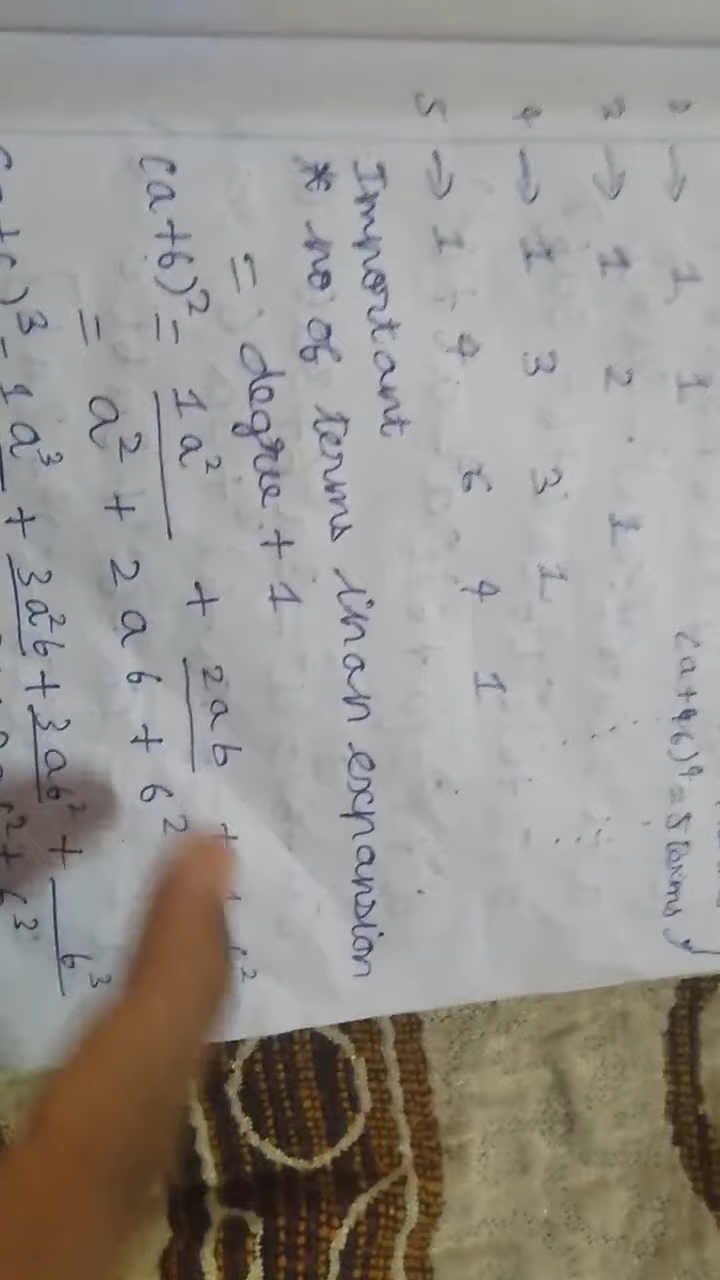 (a+b)⁴ = 5 terms
2 → 1 1
3 → 1 2 1
4 → 1 3 3 1
5 → 1 4 6 4 1
Important
* no of terms in an expansion
= degree + 1
(a+b)² = 1a² + 2ab + 1b²
= a² + 2ab + b²
(a+b)³ = 1a³ + 3a²b + 3ab² + b³